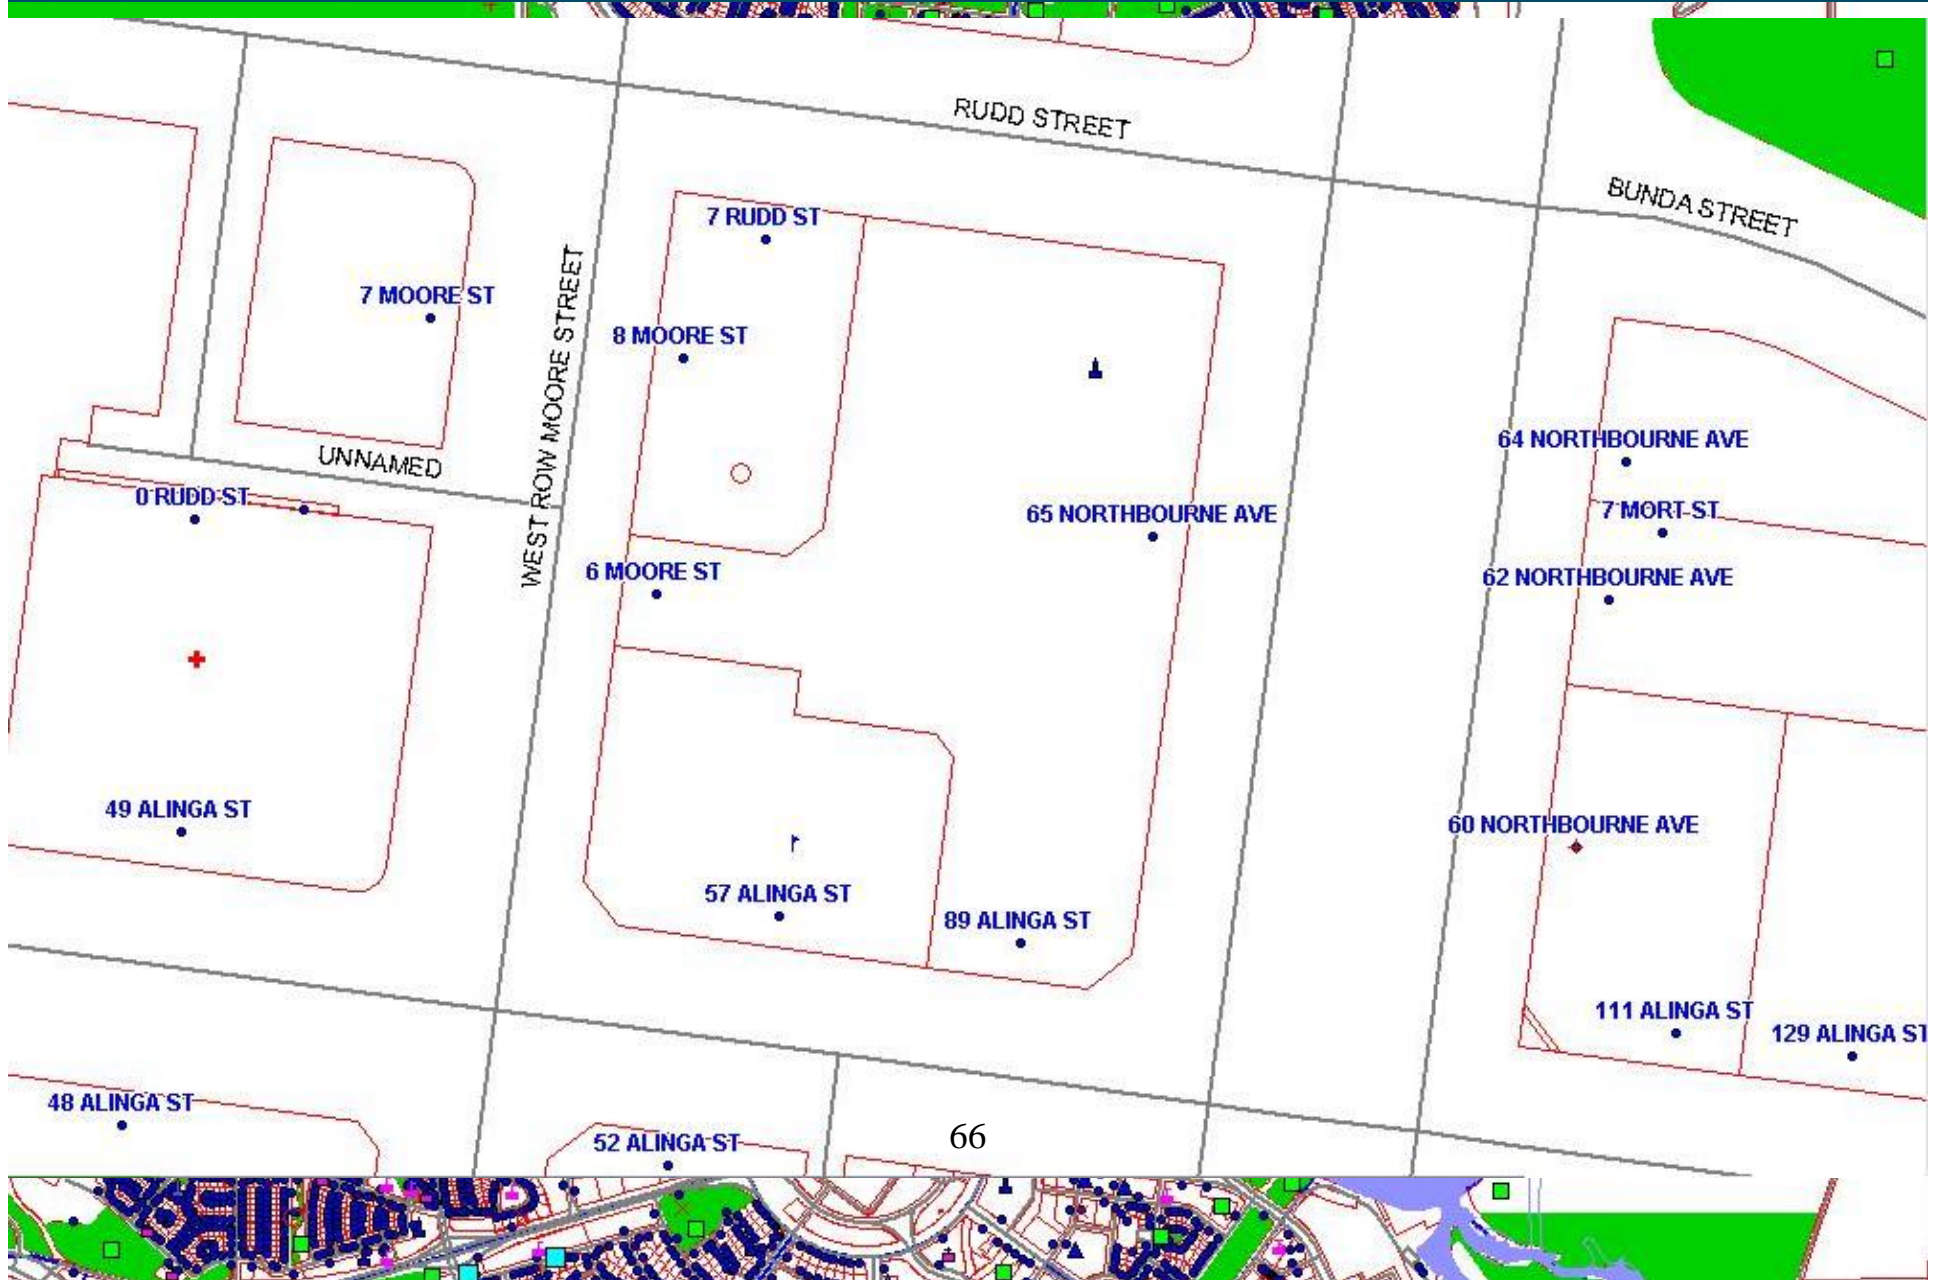 RUDD STREET
BUNDA STREET
7 RUDD ST
7 MOORE ST
8 MOORE ST
WEST ROW MOORE STREET
64 NORTHBOURNE AVE
UNNAMED
0 RUDD ST
65 NORTHBOURNE AVE
7 MORT ST
6 MOORE ST
62 NORTHBOURNE AVE
49 ALINGA ST
60 NORTHBOURNE AVE
57 ALINGA ST
89 ALINGA ST
111 ALINGA ST
129 ALINGA ST
48 ALINGA ST
52 ALINGA ST
66